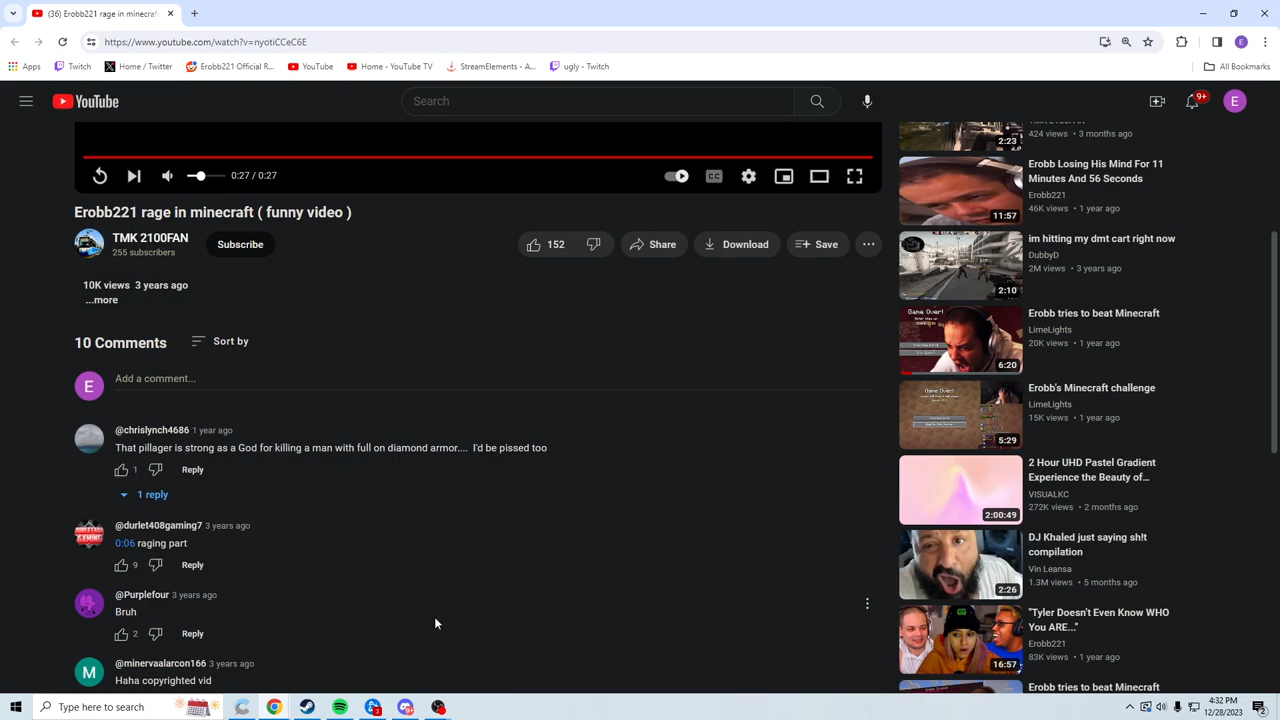 (36) Erobb221 rage in minecraft
https://www.youtube.com/watch?v=nyotiCCeC6E
Apps
Twitch
Home / Twitter
Erobb221 Official R...
YouTube
Home - YouTube TV
StreamElements - A...
ugly - Twitch
All Bookmarks
YouTube
Search
9+
E
0:27 / 0:27
CC
Erobb221 rage in minecraft ( funny video )
TMK 2100FAN
255 subscribers
Subscribe
152
Share
Download
Save
10K views 3 years ago
...more
10 Comments
Sort by
E
Add a comment...
@chrislynch4686 1 year ago
That pillager is strong as a God for killing a man with full on diamond armor.... I'd be pissed too
1
Reply
1 reply
@durlet408gaming7 3 years ago
0:06 raging part
9
Reply
@Purplefour 3 years ago
Bruh
2
Reply
M
@minervaalarcon166 3 years ago
Haha copyrighted vid
2:23
424 views • 3 months ago
11:57
Erobb Losing His Mind For 11
Minutes And 56 Seconds
Erobb221
46K views • 1 year ago
2:10
im hitting my dmt cart right now
DubbyD
2M views • 3 years ago
Game Over!
6:20
Erobb tries to beat Minecraft
LimeLights
20K views • 1 year ago
Game Over!
5:29
Erobb's Minecraft challenge
LimeLights
15K views • 1 year ago
2:00:49
2 Hour UHD Pastel Gradient
Experience the Beauty of...
VISUALKC
272K views • 2 months ago
2:26
DJ Khaled just saying sh!t
compilation
Vin Leansa
1.3M views • 5 months ago
16:57
"Tyler Doesn't Even Know WHO
You ARE..."
Erobb221
83K views • 1 year ago
Erobb tries to beat Minecraft
Type here to search
4:32 PM
12/28/2023
2